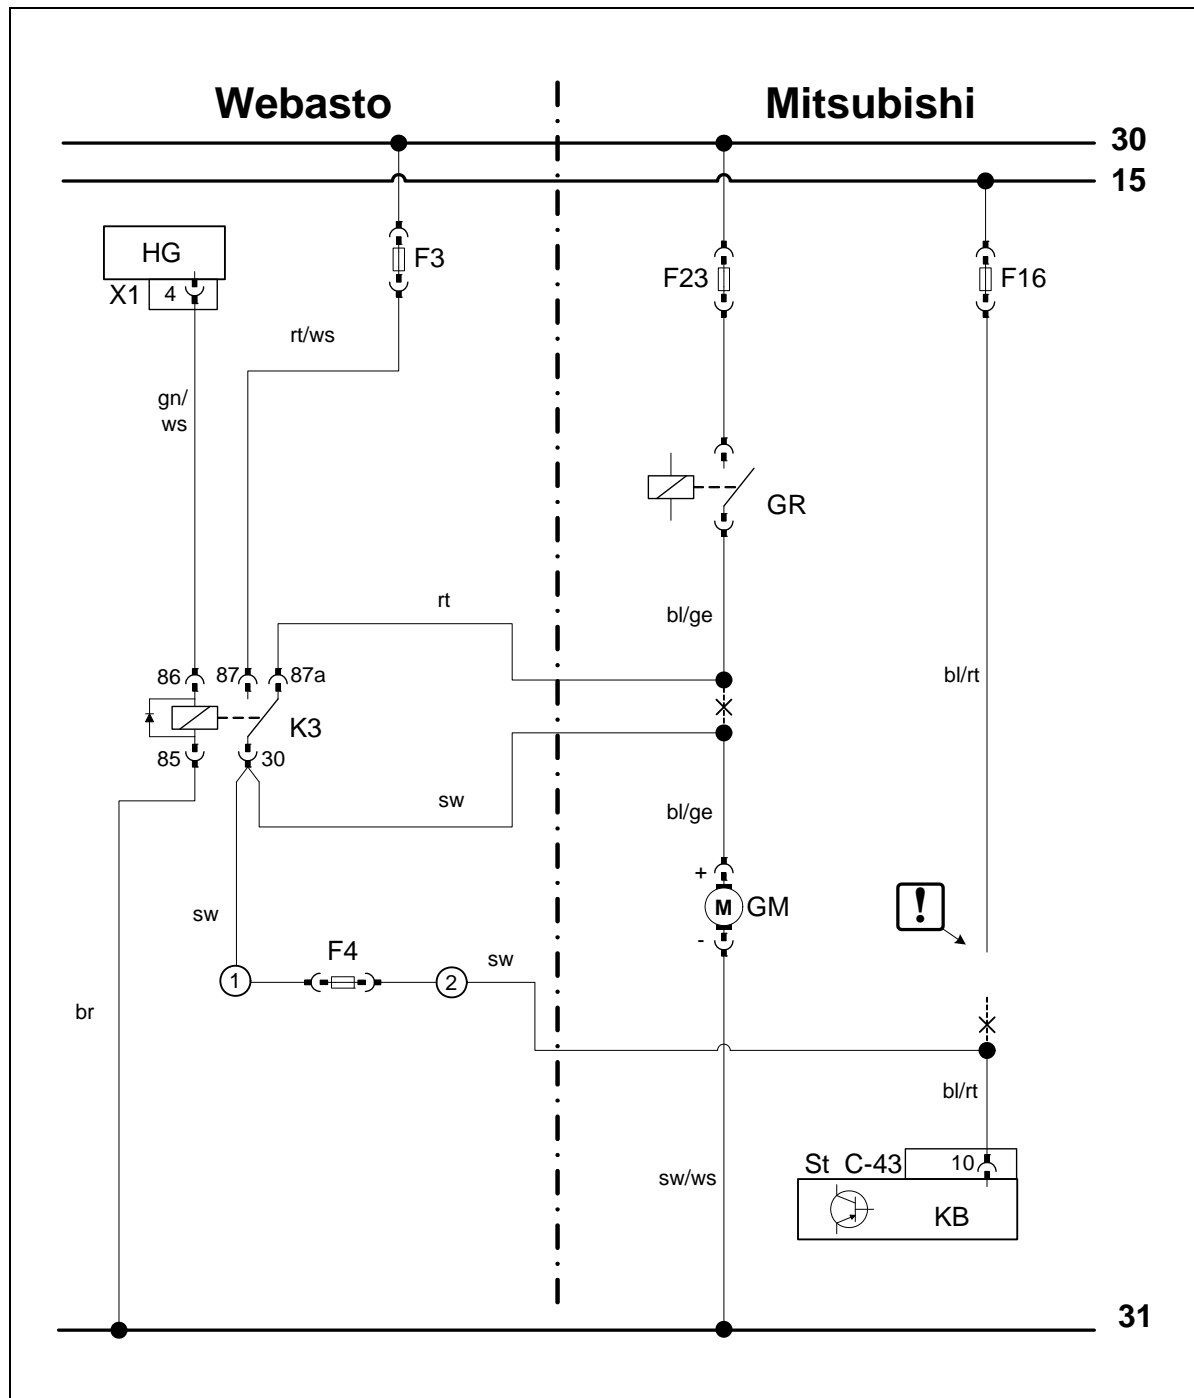 Webasto
Mitsubishi
30
15
HG
X1
4
F3
F23
F16
rt/ws
gn/
ws
GR
rt
bl/ge
86
87
87a
bl/rt
K3
85
30
sw
bl/ge
+
M
GM
-
!
sw
F4
1
2
sw
br
bl/rt
St C-43
10
sw/ws
KB
31